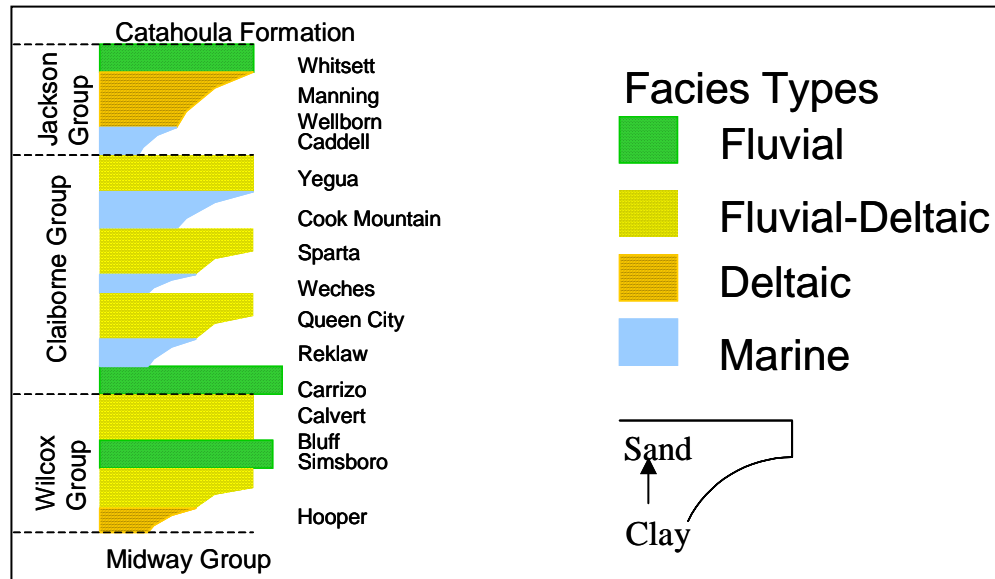 Catahoula Formation
Jackson
Group
Whitsett
Manning
Wellborn
Caddell
Claiborne Group
Yegua
Cook Mountain
Sparta
Weches
Queen City
Reklaw
Carrizo
Wilcox
Group
Calvert
Bluff
Simsboro
Hooper
Midway Group
Facies Types
Fluvial
Fluvial-Deltaic
Deltaic
Marine
Sand
Clay